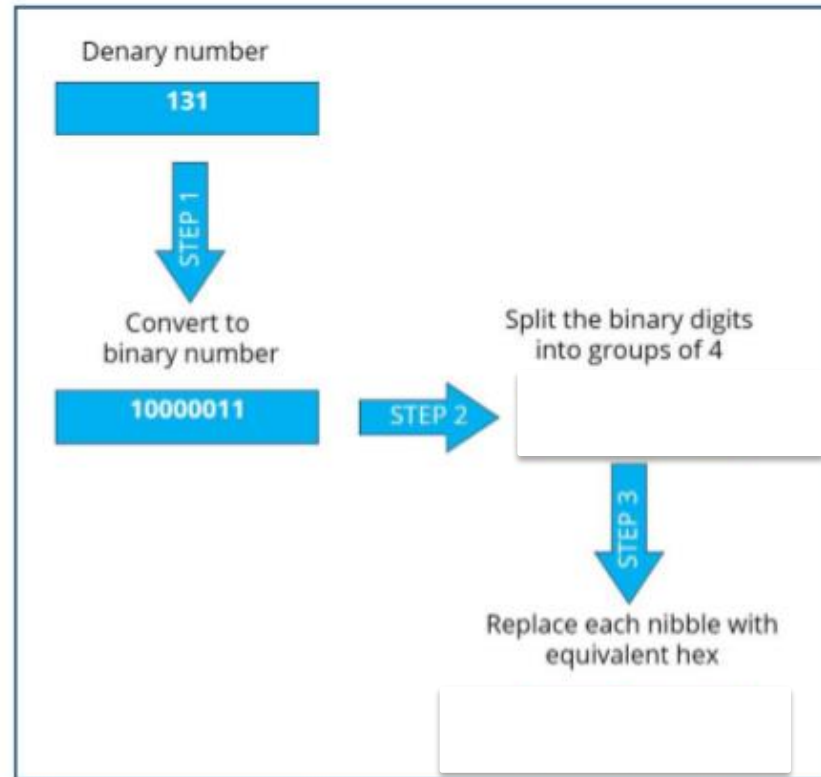 Denary number
131
STEP 1
Convert to
binary number
10000011
STEP 2
Split the binary digits
into groups of 4
STEP 3
Replace each nibble with
equivalent hex